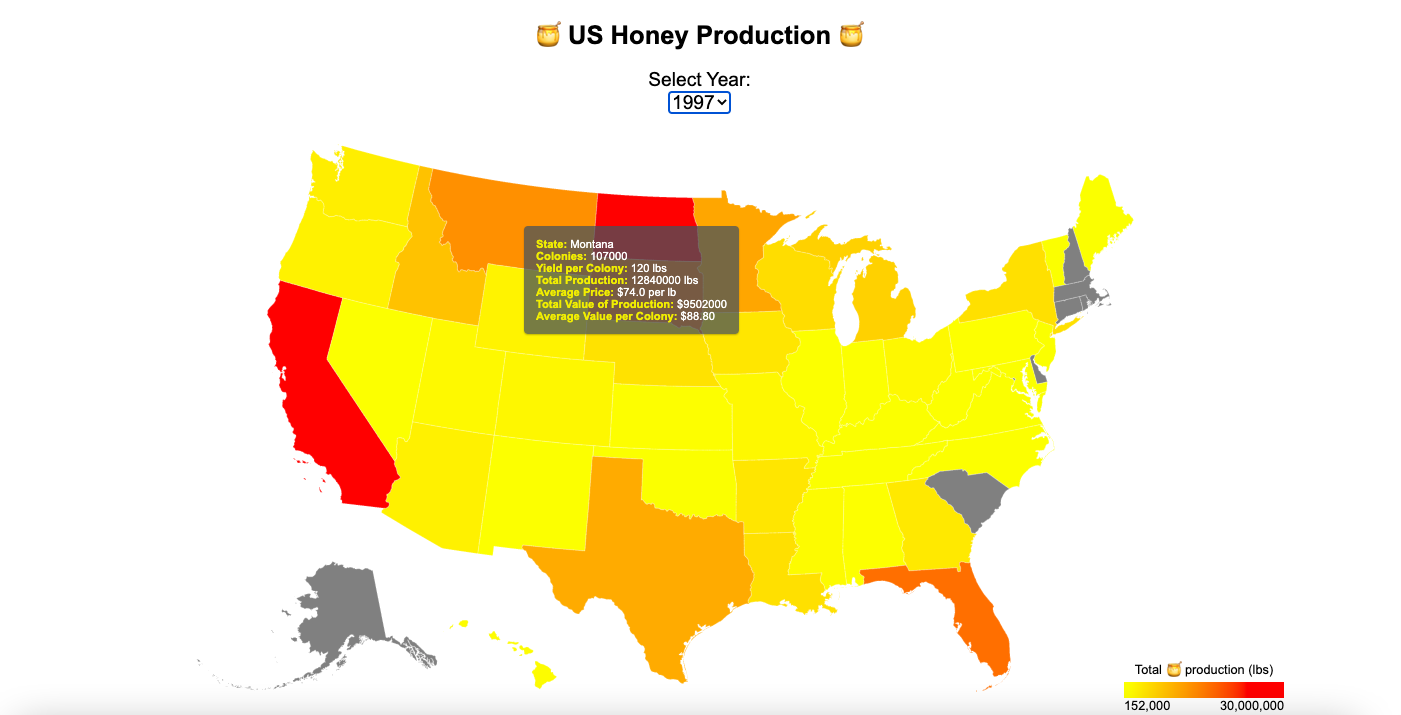 🍯 US Honey Production 🍯
Select Year:
1997
State: Montana
Colonies: 107000
Yield per Colony: 120 lbs
Total Production: 12840000 lbs
Average Price: $74.0 per lb
Total Value of Production: $9502000
Average Value per Colony: $88.80
Total 🍯 production (lbs)
152,000 30,000,000